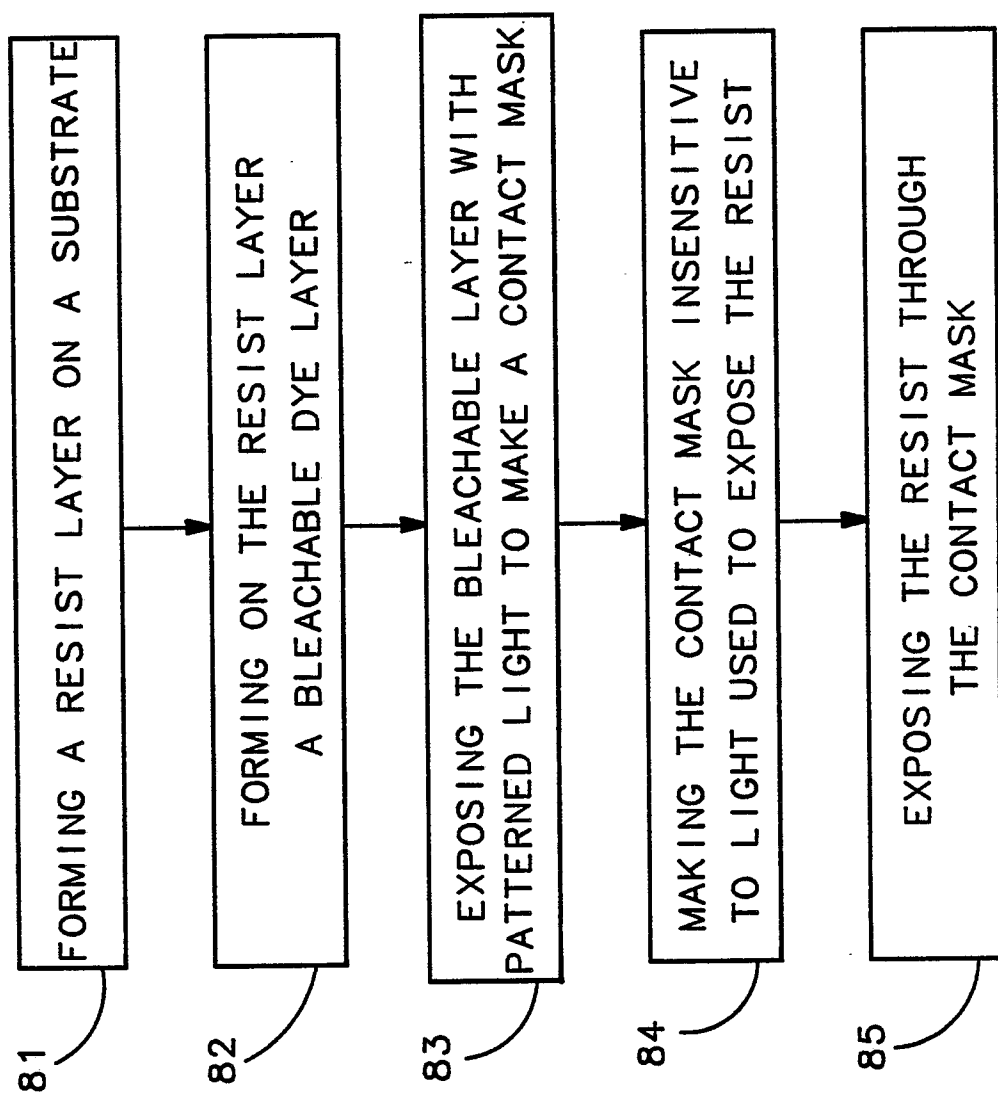 81
FORMING A RESIST LAYER ON A SUBSTRATE
82
FORMING ON THE RESIST LAYER
A BLEACHABLE DYE LAYER
83
EXPOSING THE BLEACHABLE LAYER WITH
PATTERNED LIGHT TO MAKE A CONTACT MASK
84
MAKING THE CONTACT MASK INSENSITIVE
TO LIGHT USED TO EXPOSE THE RESIST
85
EXPOSING THE RESIST THROUGH
THE CONTACT MASK